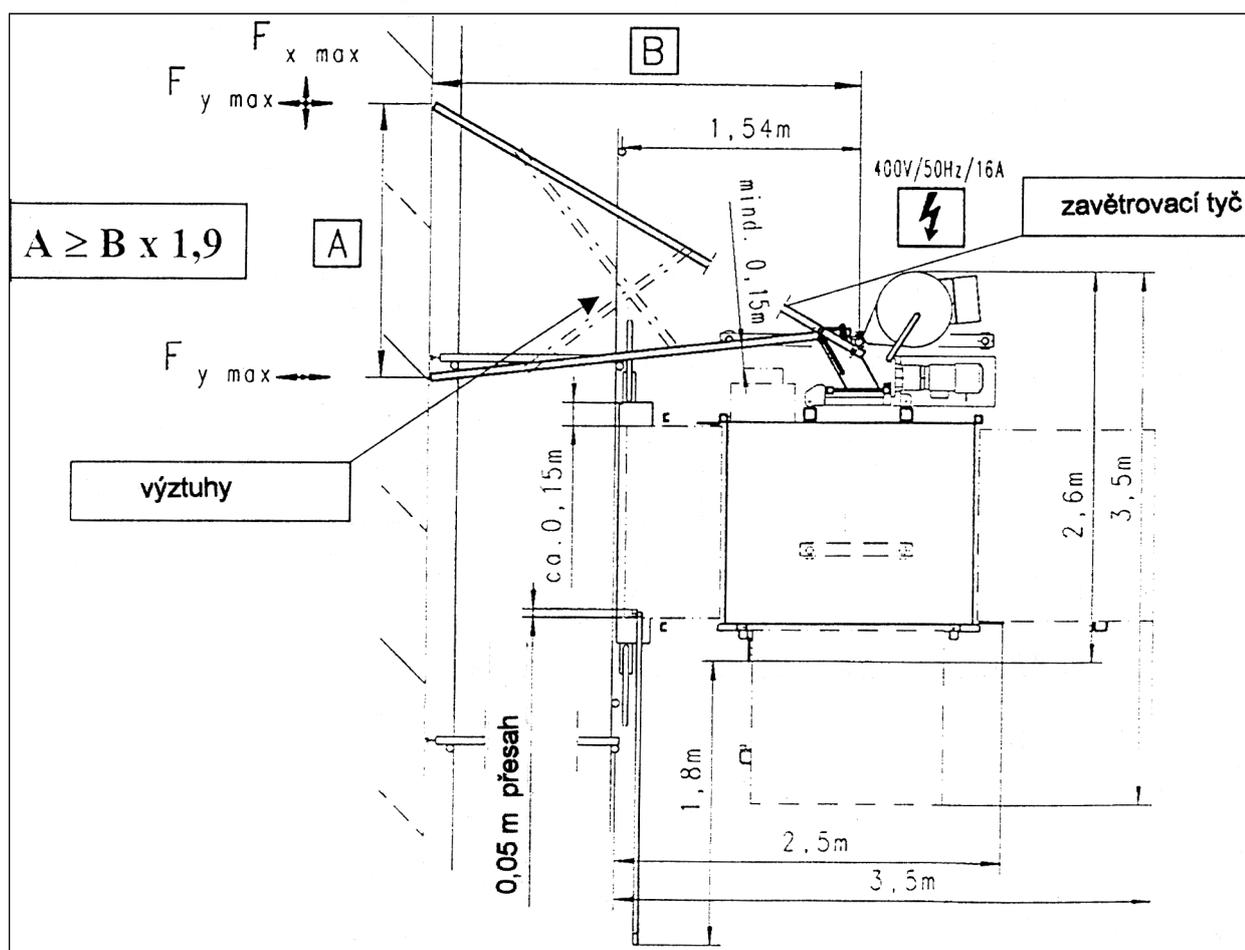 F x max
F y max
B
1,54m
400V/50Hz/16A
zavětrovací tyč
A ≥ B x 1,9
A
mind. 0,15m
F y max
výztuhy
ca. 0,15m
2,6m
3,5m
0,05 m přesah
1,8m
2,5m
3,5m